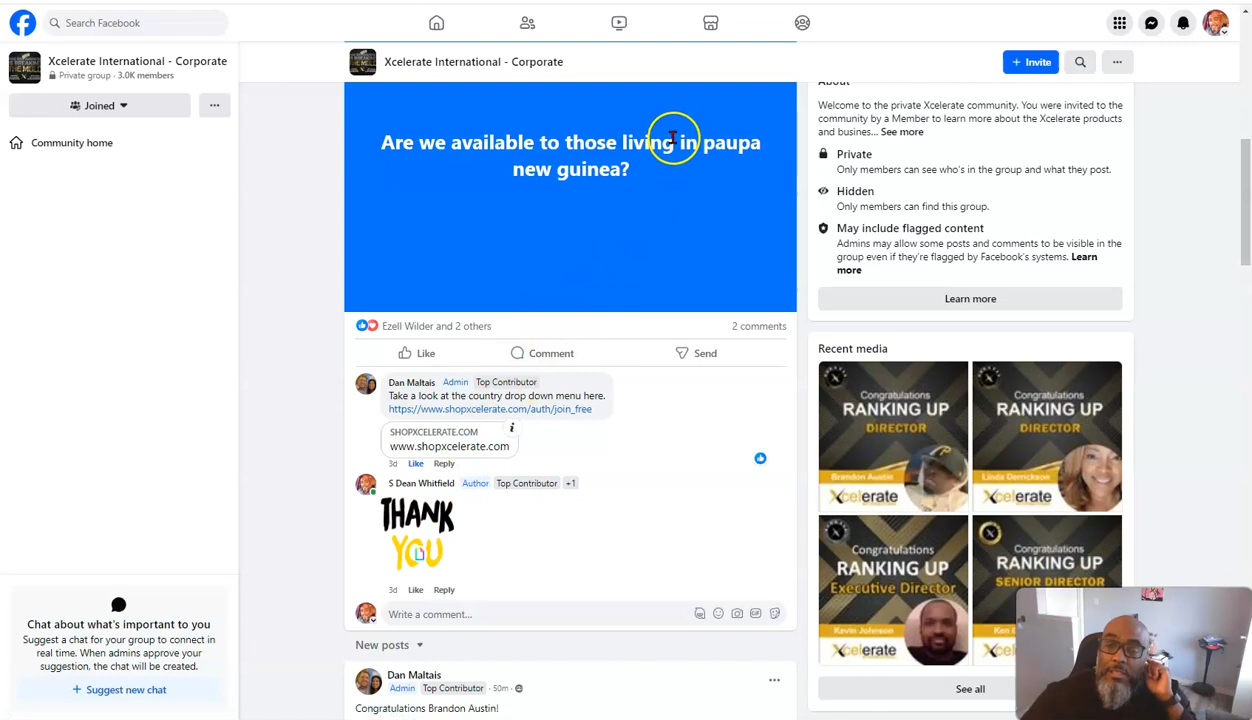 Search Facebook
Xcelerate International - Corporate
Private group · 3.0K members
Joined
Community home
Chat about what's important to you
Suggest a chat for your group to connect in
real time. When admins approve your
suggestion, the chat will be created.
+ Suggest new chat
Xcelerate International - Corporate
+ Invite
Are we available to those living in paupa
new guinea?
Ezell Wilder and 2 others
2 comments
Like
Comment
Send
Dan Maltais Admin Top Contributor
Take a look at the country drop down menu here.
https://www.shopxcelerate.com/auth/join_free
SHOPXCELERATE.COM
www.shopxcelerate.com
3d Like Reply
S Dean Whitfield Author Top Contributor +1
THANK
YOU
3d Like Reply
Write a comment...
New posts
Dan Maltais
Admin Top Contributor · 50m ·
Congratulations Brandon Austin!
About
Welcome to the private Xcelerate community. You were invited to the
community by a Member to learn more about the Xcelerate products
and busines... See more
Private
Only members can see who's in the group and what they post.
Hidden
Only members can find this group.
May include flagged content
Admins may allow some posts and comments to be visible in the
group even if they're flagged by Facebook's systems. Learn
more
Learn more
Recent media
Congratulations
RANKING UP
DIRECTOR
Brandon Austin
Xcelerate
Congratulations
RANKING UP
DIRECTOR
Linda Derrickson
Xcelerate
Congratulations
RANKING UP
Executive Director
Kevin Johnson
Xcelerate
Congratulations
RANKING UP
SENIOR DIRECTOR
See all